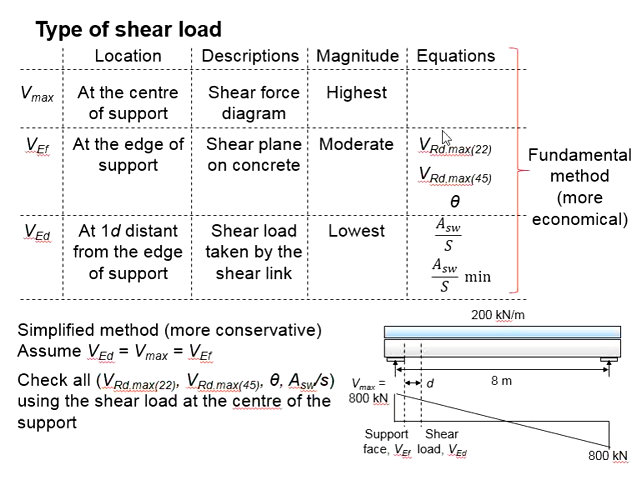 Type of shear load
Location Descriptions Magnitude Equations
Vmax At the centre of support Shear force diagram Highest
VEf At the edge of support Shear plane on concrete Moderate VRd,max(22)
VRd,max(45)
θ
VEd At 1d distant from the edge of support Shear load taken by the shear link Lowest Asw/S
Asw/S min
Fundamental
method
(more
economical)
Simplified method (more conservative)
Assume VEd = Vmax = VEf
Check all (VRd,max(22), VRd,max(45), θ, Asw/s)
using the shear load at the centre of the
support
200 kN/m
8 m
Vmax =
800 kN
d
Support
face, VEf
Shear
load, VEd
800 kN